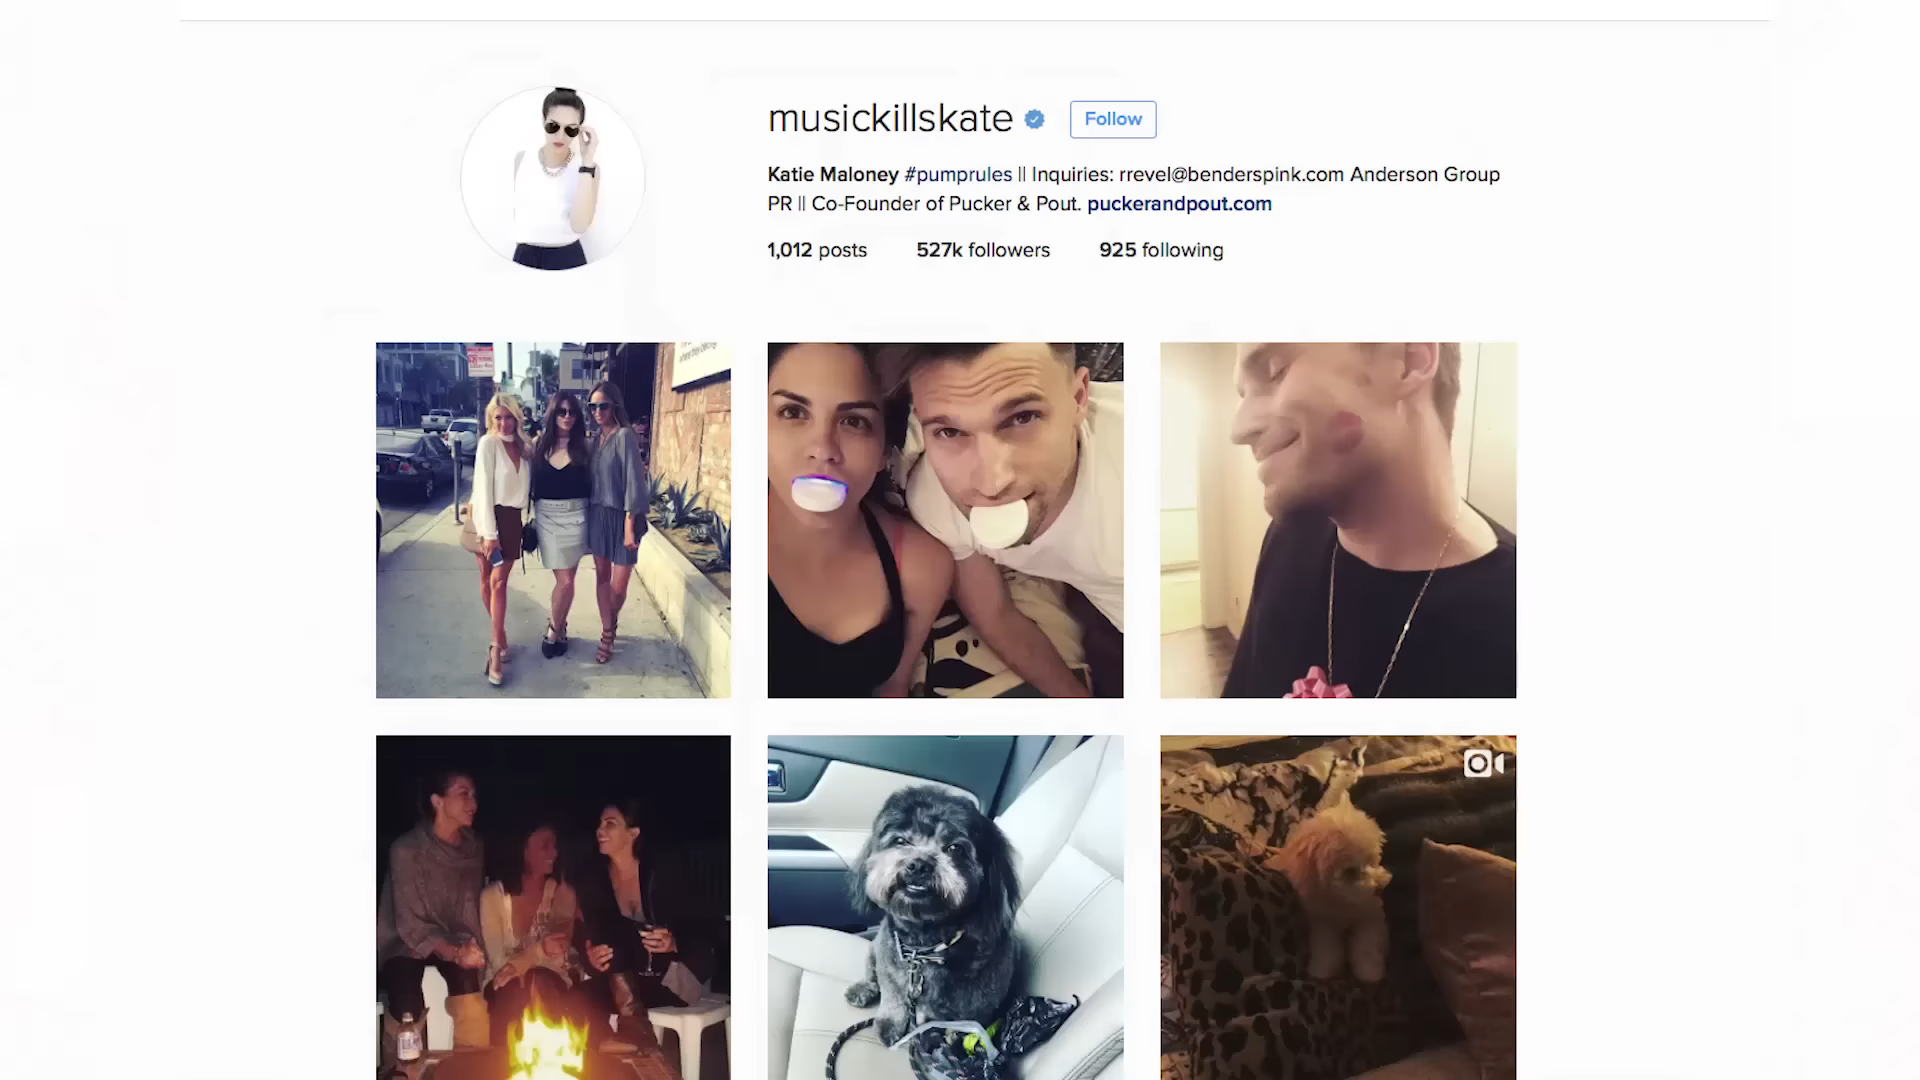 musickillskate Follow
Katie Maloney #pumprules || Inquiries: rrevel@benderspink.com Anderson Group
PR || Co-Founder of Pucker & Pout. puckerandpout.com
1,012 posts 527k followers 925 following